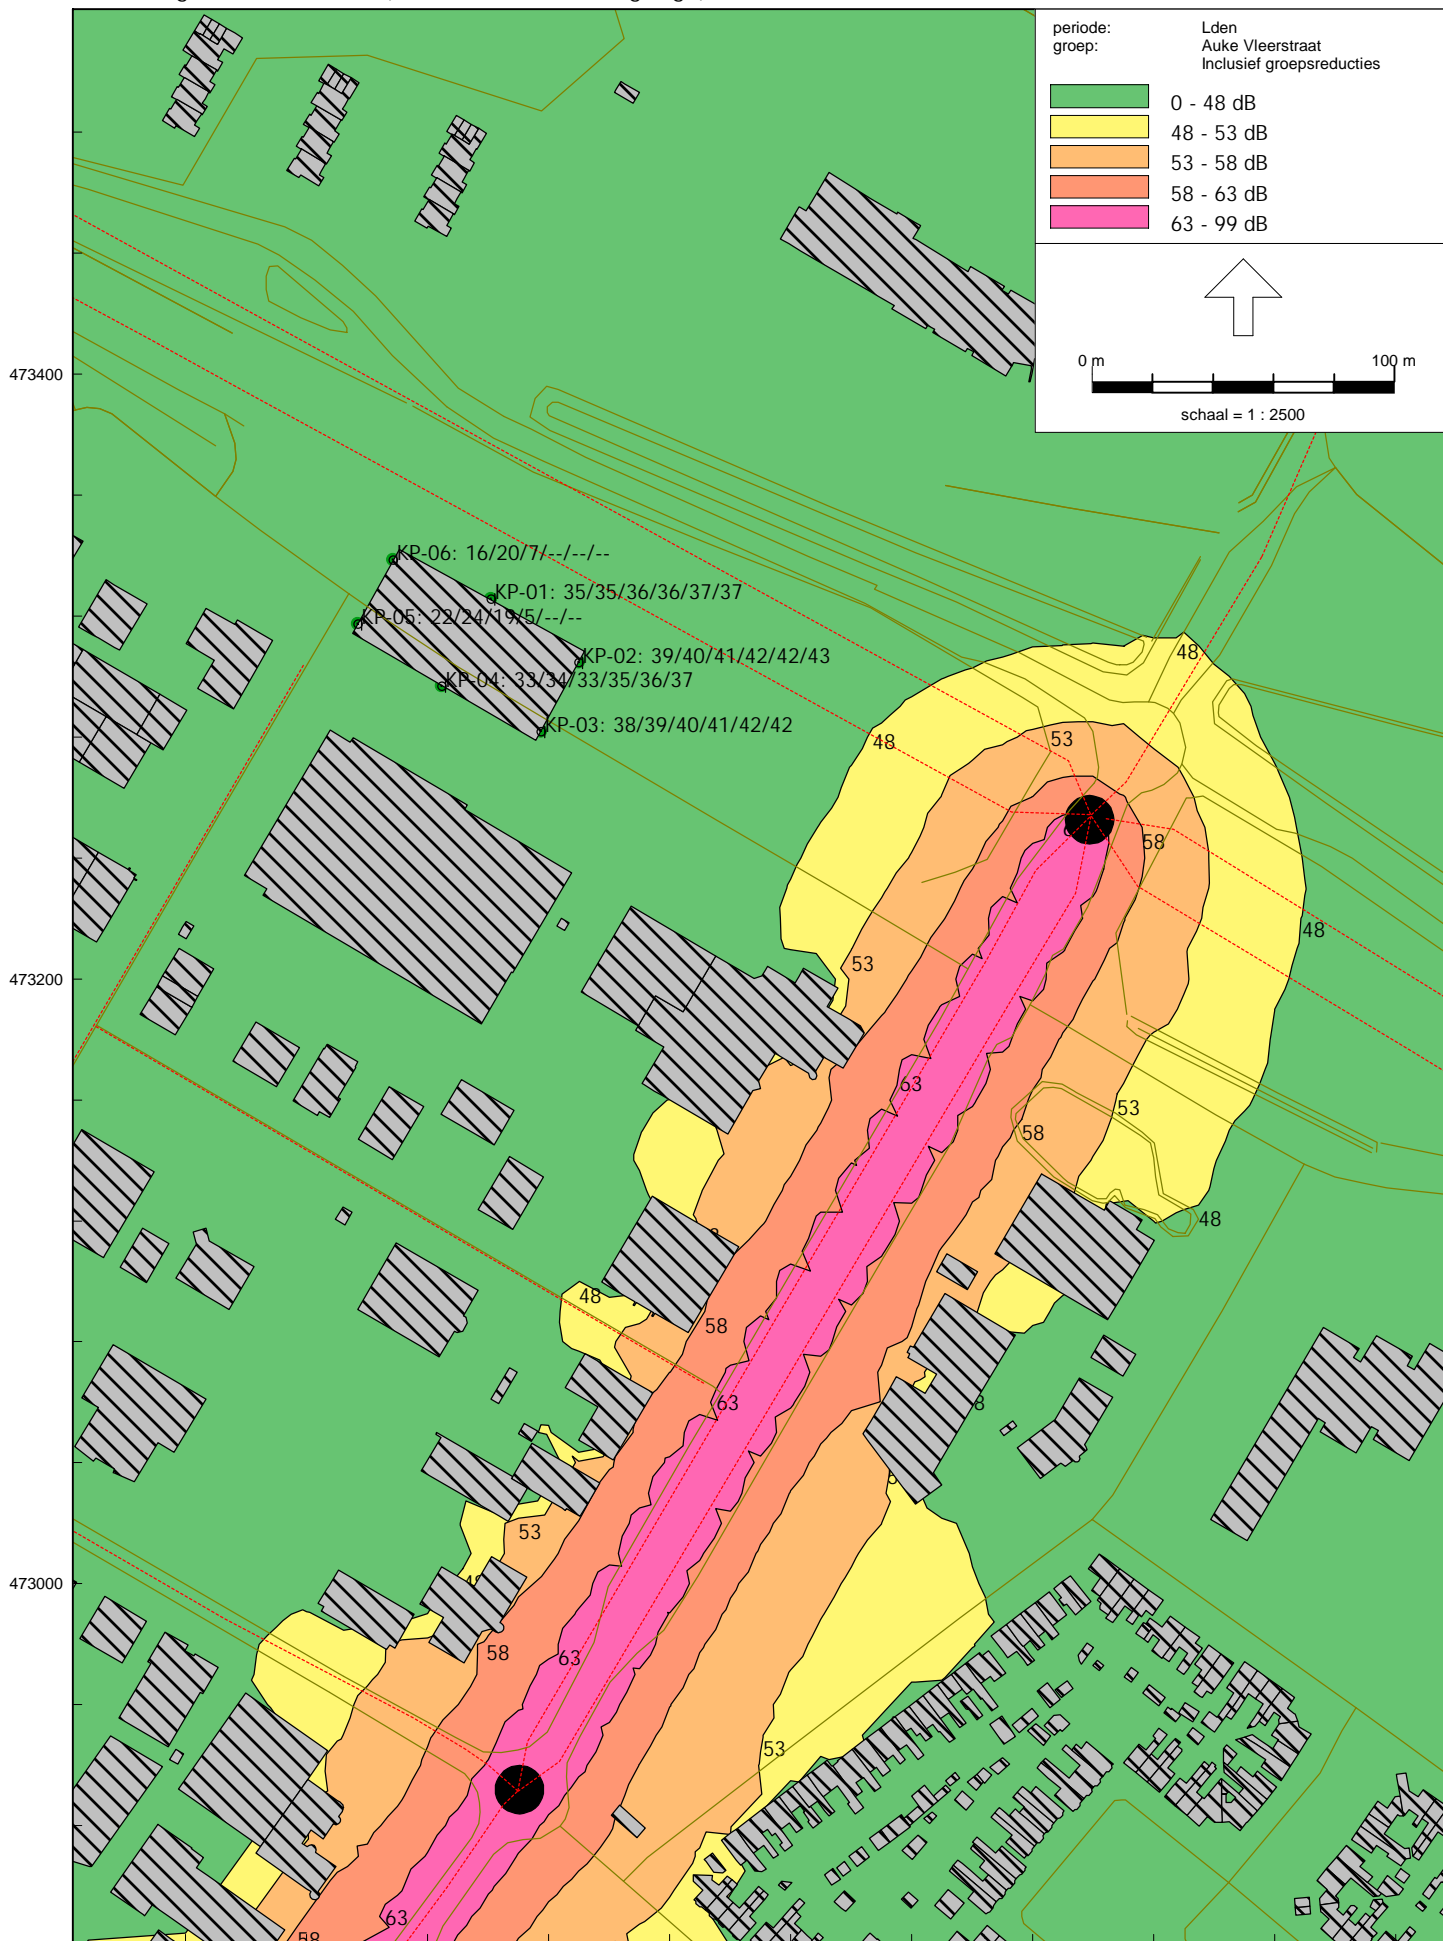 periode: Lden
groep: Auke Vleerstraat
Inclusief groepsreducties
0 - 48 dB
48 - 53 dB
53 - 58 dB
58 - 63 dB
63 - 99 dB
0 m 100 m
schaal = 1 : 2500
473400
KP-06: 16/20/7/--/--/--
KP-01: 35/35/36/36/37/37
KP-05: 22/24/19/5/--/--
KP-02: 39/40/41/42/42/43
KP-04: 33/34/33/35/36/37
KP-03: 38/39/40/41/42/42
48
53
48
58
48
53
473200
63
53
58
48
48
58
63
53
473000
58
63
53
63
58